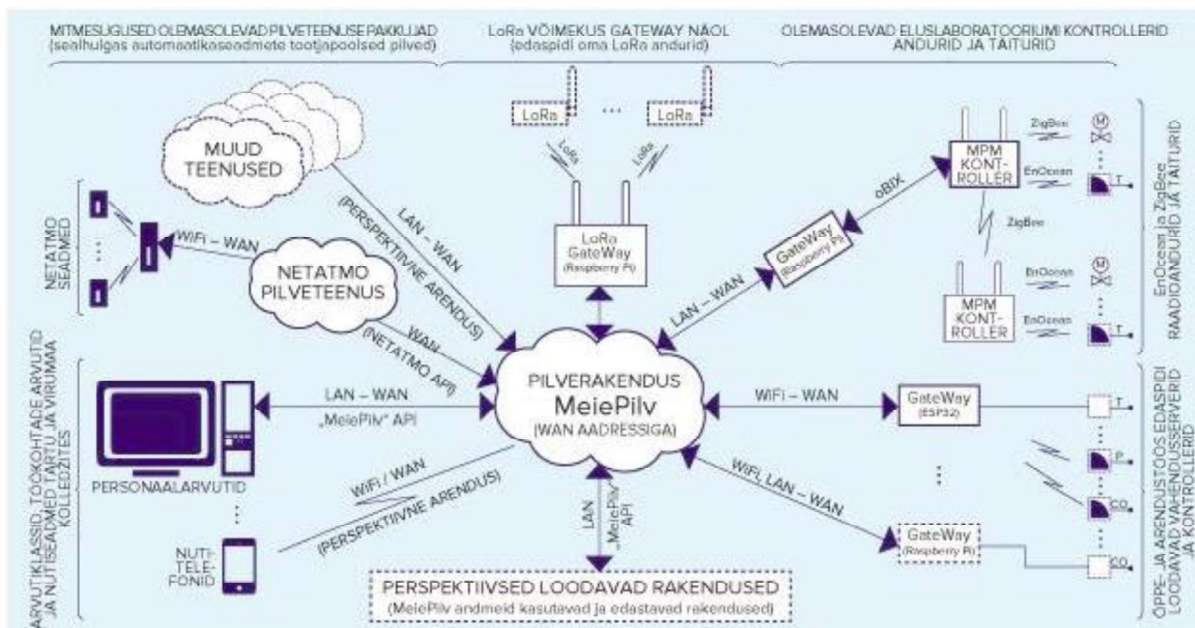 MITMESUGUSED OLEMASOLEVAD PILVETEENUSE PAKKUJAD
(sealhulgas automaatikaseadmete tootjapoolsed pilved)
LoRa VÕIMEKUS GATEWAY NÄOL
(edaspidi oma LoRa andurid)
OLEMASOLEVAD ELUSLABORATOORIUMI KONTROLLERID
ANDURID JA TÄITURID
LoRa
...
LoRa
LoRa
LoRa
MUUD
TEENUSED
LAN – WAN
(PERSPEKTIIVNE ARENDUS)
NETATMO
SEADMED
WiFi – WAN
NETATMO
PILVETEENUS
WAN
(NETATMO API)
LoRa
GateWay
(Raspberry Pi)
LAN – WAN
GateWay
(Raspberry Pi)
oBIX
MPM
KONT-
ROLLER
ZigBee
M
EnOcean
T
ZigBee
MPM
KONT-
ROLLER
EnOcean
M
EnOcean
T
EnOcean ja ZigBee
RAADIOANDURID JA TÄITURID
PILVERAKENDUS
MeiePilv
(WAN AADRESSIGA)
LAN – WAN
„MeiePilv“ API
PERSONAALARVUTID
NUTI-
TELE-
FONID
ARVUTIKLASSID, TÖÖKOHTADE ARVUTID
JA NUTISEADMED TARTU JA VIRUMAA
KOLLEDŽITES
WiFi / WAN
(PERSPEKTIIVNE ARENDUS)
LAN
„MeiePilv“
API
PERSPEKTIIVSED LOODAVAD RAKENDUSED
(MeiePilv andmeid kasutavad ja edastavad rakendused)
WiFi – WAN
GateWay
(ESP32)
WiFi, LAN – WAN
GateWay
(Raspberry Pi)
T
P
CO
CO
ÕPPE- JA ARENDUSTÖÖS EDASPIDI
LOODAVAD VAHENDUSSERVERID
JA KONTROLLERID